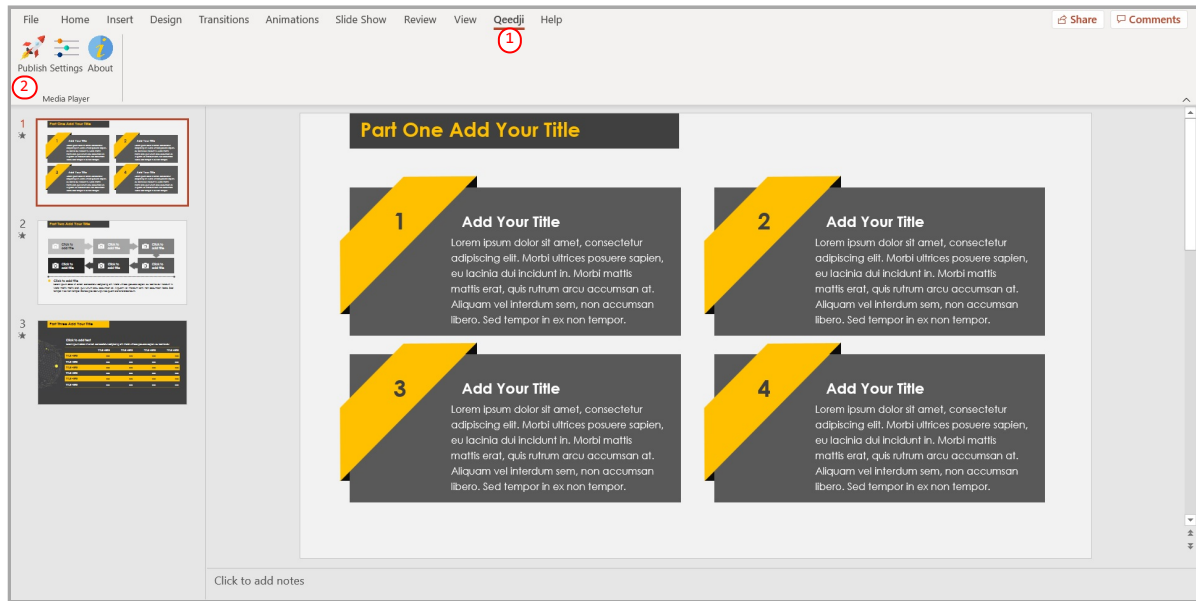 File Home Insert Design Transitions Animations Slide Show Review View Qeedji Help Share Comments
1
Publish Settings About
2
Media Player
1
Part One Add Your Title
2
3
Part One Add Your Title
1
Add Your Title
Lorem ipsum dolor sit amet, consectetur
adipiscing elit. Morbi ultrices posuere sapien,
eu lacinia dui incidunt in. Morbi mattis
mattis erat, quis rutrum arcu accumsan at.
Aliquam vel interdum sem, non accumsan
libero. Sed tempor in ex non tempor.
2
Add Your Title
Lorem ipsum dolor sit amet, consectetur
adipiscing elit. Morbi ultrices posuere sapien,
eu lacinia dui incidunt in. Morbi mattis
mattis erat, quis rutrum arcu accumsan at.
Aliquam vel interdum sem, non accumsan
libero. Sed tempor in ex non tempor.
3
Add Your Title
Lorem ipsum dolor sit amet, consectetur
adipiscing elit. Morbi ultrices posuere sapien,
eu lacinia dui incidunt in. Morbi mattis
mattis erat, quis rutrum arcu accumsan at.
Aliquam vel interdum sem, non accumsan
libero. Sed tempor in ex non tempor.
4
Add Your Title
Lorem ipsum dolor sit amet, consectetur
adipiscing elit. Morbi ultrices posuere sapien,
eu lacinia dui incidunt in. Morbi mattis
mattis erat, quis rutrum arcu accumsan at.
Aliquam vel interdum sem, non accumsan
libero. Sed tempor in ex non tempor.
Click to add notes